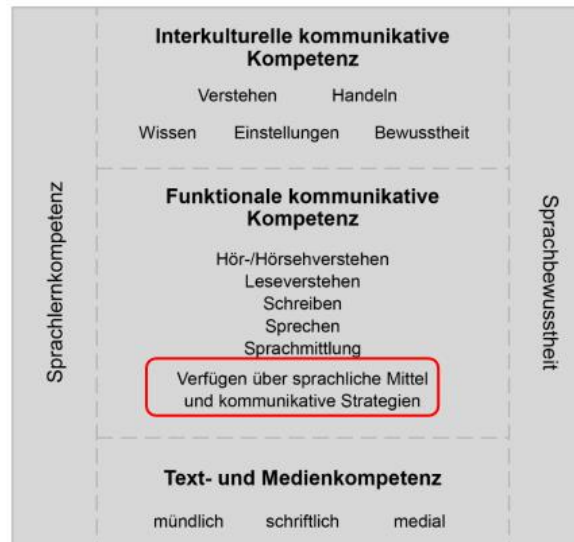 Interkulturelle kommunikative
Kompetenz
Verstehen Handeln
Wissen Einstellungen Bewusstheit
Sprachlernkompetenz
Funktionale kommunikative
Kompetenz
Hör-/Hörsehverstehen
Leseverstehen
Schreiben
Sprechen
Sprachmittlung
Verfügen über sprachliche Mittel
und kommunikative Strategien
Sprachbewusstheit
Text- und Medienkompetenz
mündlich schriftlich medial